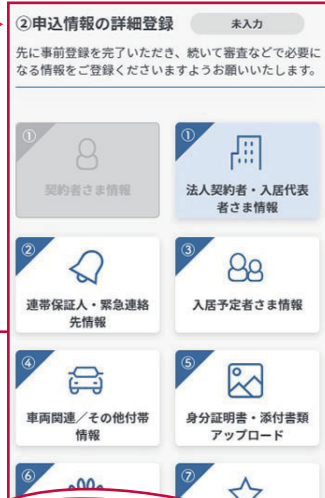 ②申込情報の詳細登録 未入力
先に事前登録を完了いただき、続いて審査などで必要に
なる情報をご登録くださいますようお願いいたします。
①
契約者さま情報
①
法人契約者・入居代表
者さま情報
②
連帯保証人・緊急連絡
先情報
③
入居予定者さま情報
④
車両関連／その他付帯
情報
⑤
身分証明書・添付書類
アップロード
⑥
⑦